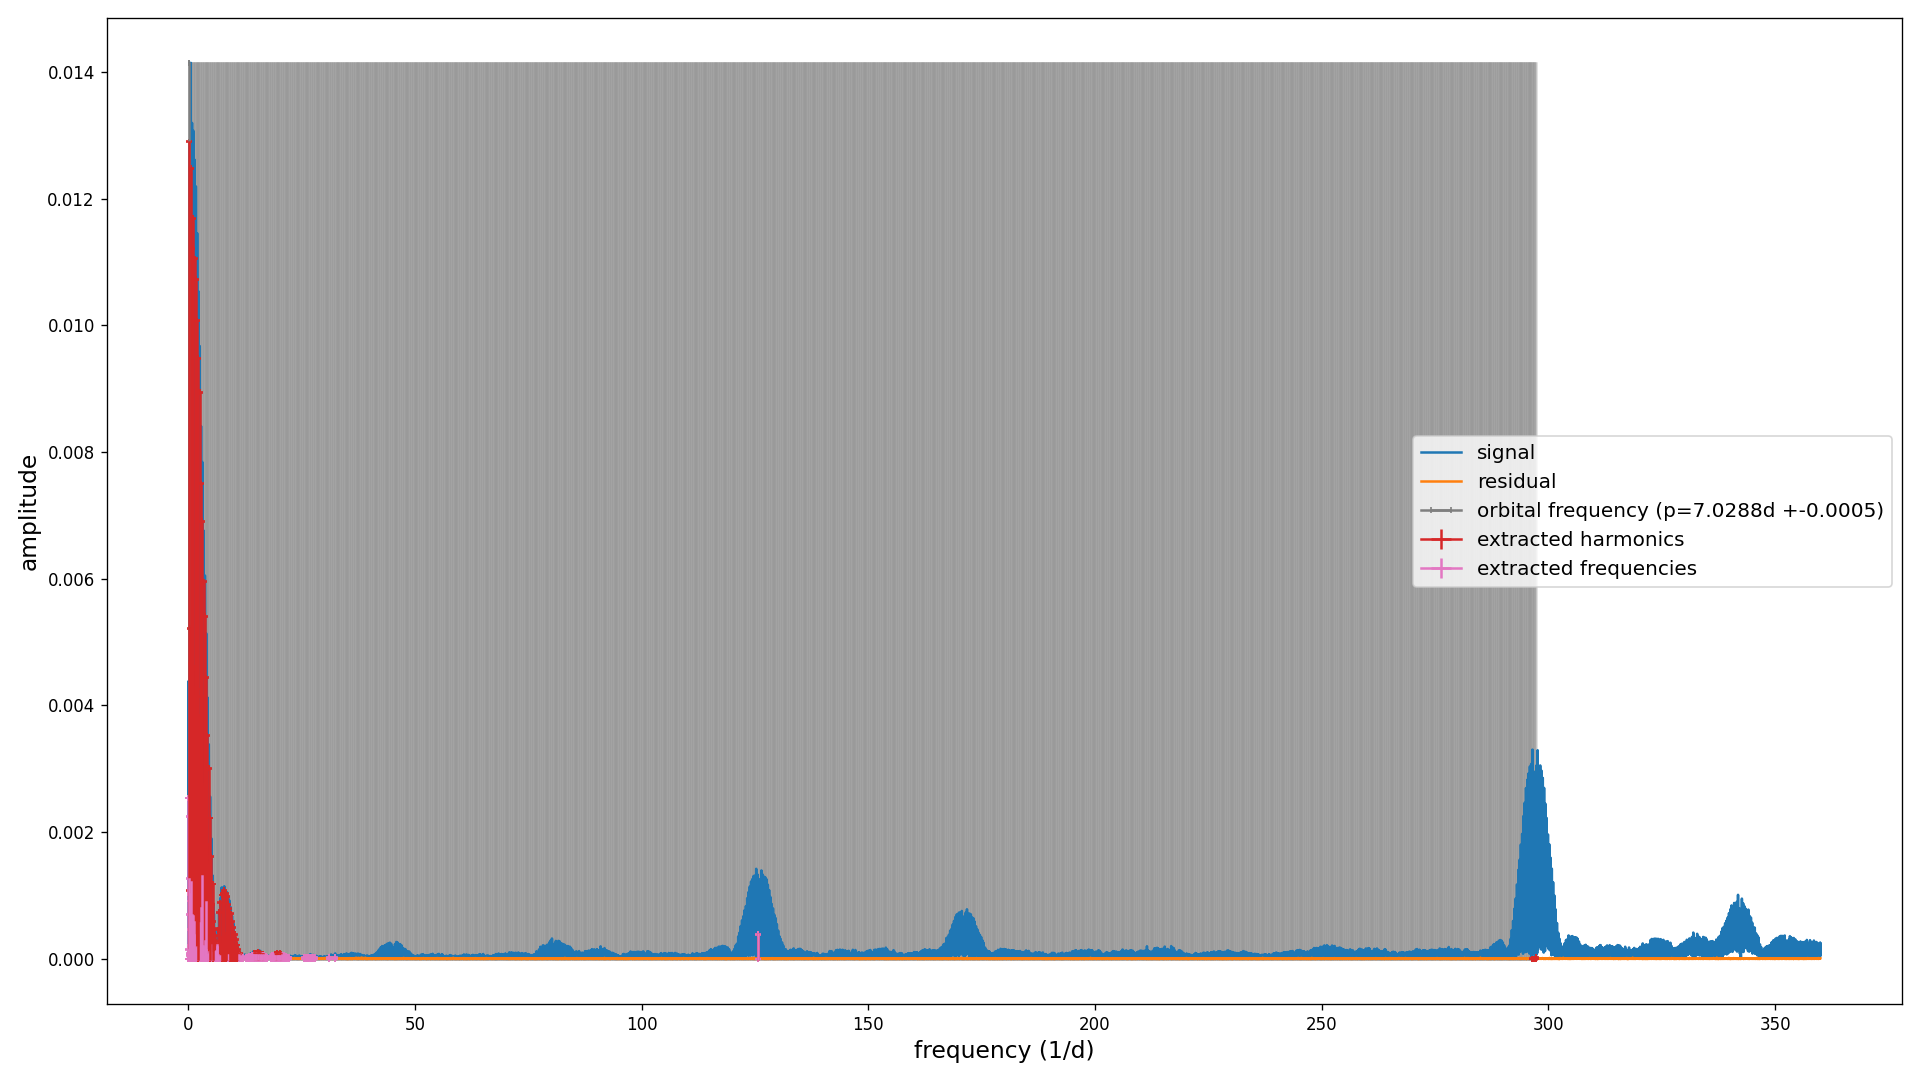 0.014
0.012
0.010
0.008
0.006
0.004
0.002
0.000
amplitude
signal
residual
orbital frequency (p=7.0288d +-0.0005)
extracted harmonics
extracted frequencies
0 50 100 150 200 250 300 350
frequency (1/d)